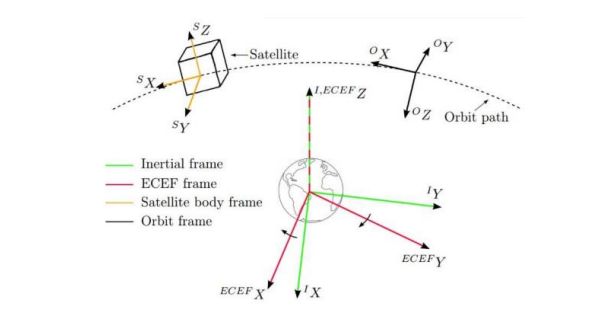 S Z
Satellite
S X
S Y
O X
O Y
O Z
Orbit path
I,ECEF Z
Inertial frame
ECEF frame
Satellite body frame
Orbit frame
I Y
ECEF Y
ECEF X
I X